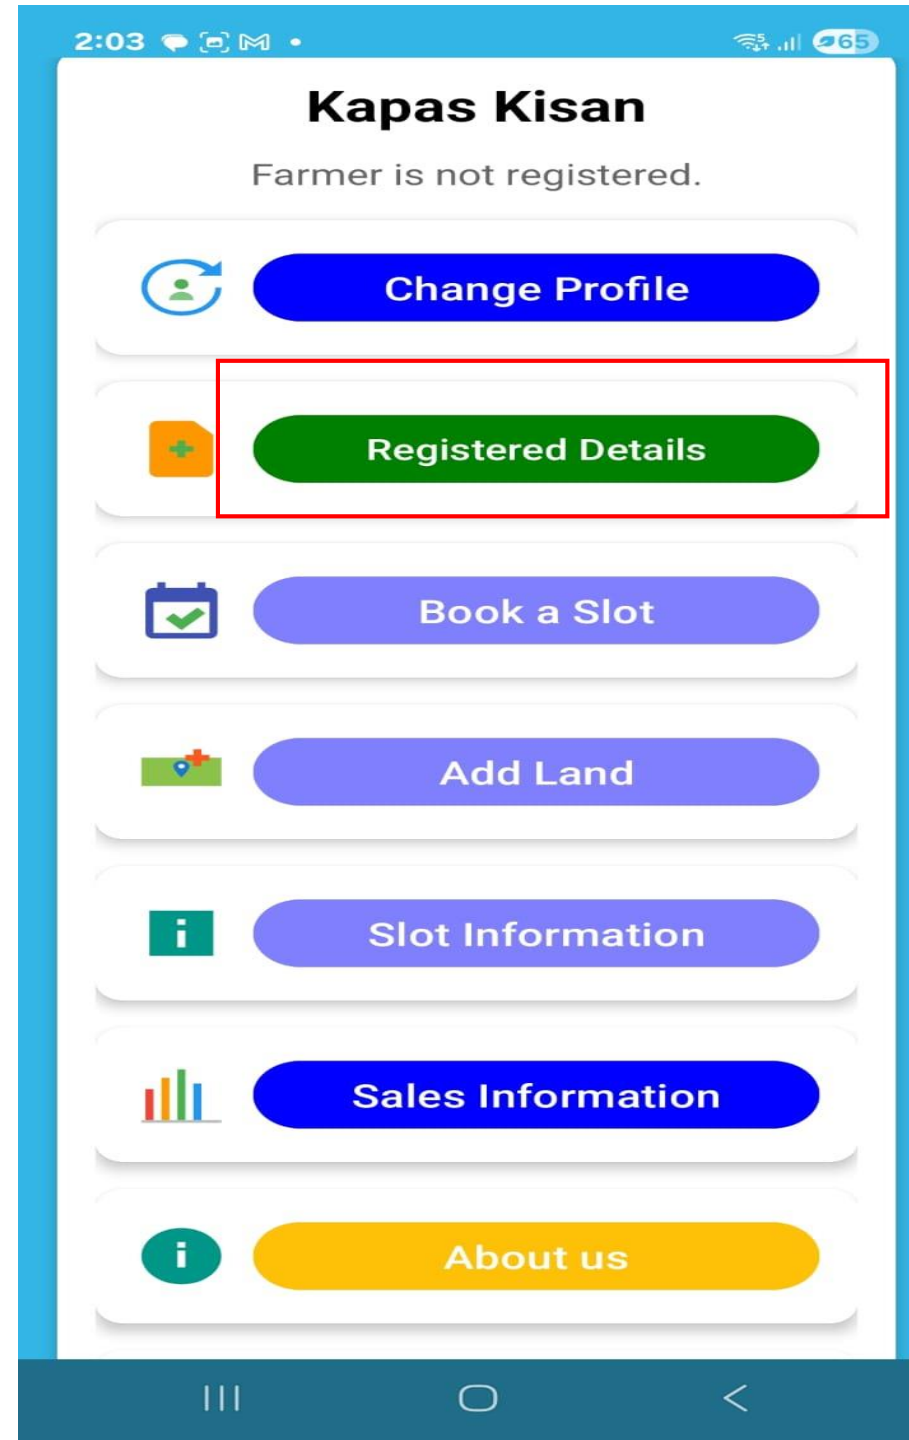 2:03
65
Kapas Kisan
Farmer is not registered.
Change Profile
Registered Details
Book a Slot
Add Land
Slot Information
Sales Information
About us